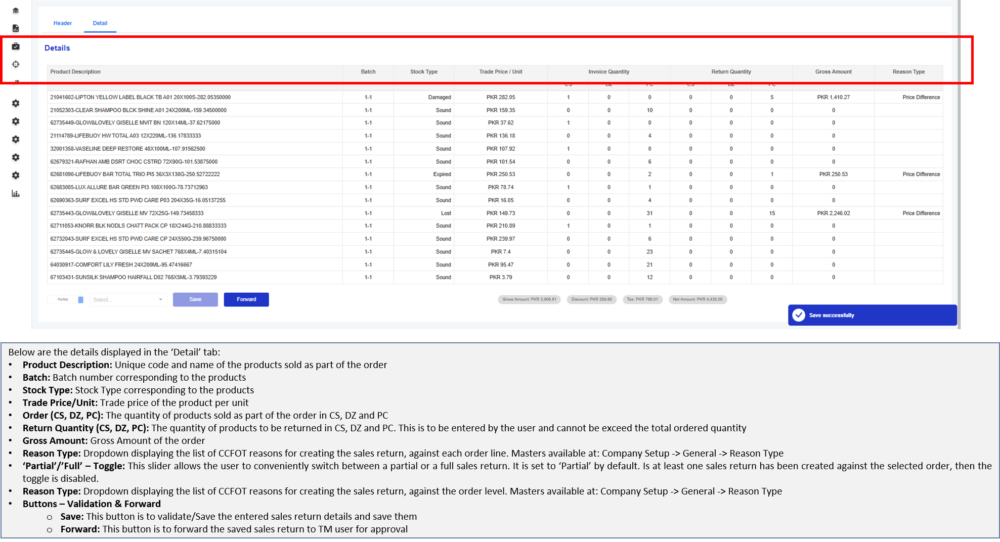 Header Detail
Details
Product Description Batch Stock Type Trade Price / Unit Invoice Quantity Return Quantity Gross Amount Reason Type
CS DZ PC CS DZ PC
21041602-LIPTON YELLOW LABEL BLACK TB A01 20X100S-282.05350000 1-1 Damaged PKR 282.05 1 0 0 0 0 5 PKR 1,410.27 Price Difference
21052303-CLEAR SHAMPOO BLCK SHINE A01 24X200ML-159.34500000 1-1 Sound PKR 159.35 0 0 10 0 0 0 0
62735449-GLOW&LOVELY GISELLE MVIT BN 120X14ML-37.62175000 1-1 Sound PKR 37.62 1 0 0 0 0 0 0
21114789-LIFEBUOY HW TOTAL A03 12X220ML-136.17833333 1-1 Sound PKR 136.18 0 0 4 0 0 0 0
32001358-VASELINE DEEP RESTORE 48X100ML-107.91562500 1-1 Sound PKR 107.92 1 0 0 0 0 0 0
62679321-RAFHAN AMB DSRT CHOC CSTRD 72X90G-101.53875000 1-1 Sound PKR 101.54 0 0 6 0 0 0 0
62681090-LIFEBUOY BAR TOTAL TRIO PI5 36X3X130G-250.52722222 1-1 Expired PKR 250.53 0 0 2 0 0 1 PKR 250.53 Price Difference
62683085-LUX ALLURE BAR GREEN PI3 108X100G-78.73712963 1-1 Sound PKR 78.74 1 0 1 0 0 0 0
62690363-SURF EXCEL HS STD PWD CARE P03 204X35G-16.05137255 1-1 Sound PKR 16.05 0 0 4 0 0 0 0
62735443-GLOW&LOVELY GISELLE MV 72X25G-149.73458333 1-1 Lost PKR 149.73 0 0 31 0 0 15 PKR 2,246.02 Price Difference
62711053-KNORR BLK NODLS CHATT PACK CP 18X244G-210.88833333 1-1 Sound PKR 210.89 1 0 1 0 0 0 0
62732043-SURF EXCEL HS STD PWD CARE CP 24X550G-239.96750000 1-1 Sound PKR 239.97 0 0 6 0 0 0 0
62735445-GLOW & LOVELY GISELLE MV SACHET 768X4ML-7.40315104 1-1 Sound PKR 7.4 0 0 23 0 0 0 0
64030917-COMFORT LILY FRESH 24X200ML-95.47416667 1-1 Sound PKR 95.47 0 0 21 0 0 0 0
67103431-SUNSILK SHAMPOO HAIRFALL D02 768X5ML-3.79393229 1-1 Sound PKR 3.79 0 0 12 0 0 0 0
Partial Select... Save Forward Gross Amount: PKR 3,906.81 Discount: PKR 259.60 Tax: PKR 788.01 Net Amount: PKR 4,435.00
Save successfully
Below are the details displayed in the ‘Detail’ tab:
• Product Description: Unique code and name of the products sold as part of the order
• Batch: Batch number corresponding to the products
• Stock Type: Stock Type corresponding to the products
• Trade Price/Unit: Trade price of the product per unit
• Order (CS, DZ, PC): The quantity of products sold as part of the order in CS, DZ and PC
• Return Quantity (CS, DZ, PC): The quantity of products to be returned in CS, DZ and PC. This is to be entered by the user and cannot be exceed the total ordered quantity
• Gross Amount: Gross Amount of the order
• Reason Type: Dropdown displaying the list of CCFOT reasons for creating the sales return, against each order line. Masters available at: Company Setup -> General -> Reason Type
• ‘Partial’/’Full’ – Toggle: This slider allows the user to conveniently switch between a partial or a full sales return. It is set to ‘Partial’ by default. Is at least one sales return has been created against the selected order, then the
toggle is disabled.
• Reason Type: Dropdown displaying the list of CCFOT reasons for creating the sales return, against the order level. Masters available at: Company Setup -> General -> Reason Type
• Buttons – Validation & Forward
o Save: This button is to validate/Save the entered sales return details and save them
o Forward: This button is to forward the saved sales return to TM user for approval